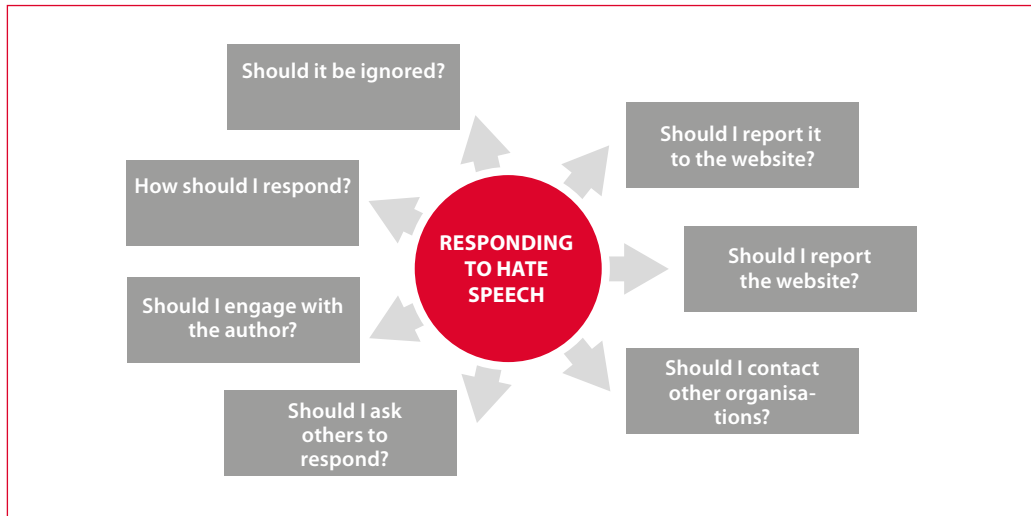 Should it be ignored?
Should I report it
to the website?
How should I respond?
RESPONDING
TO HATE
SPEECH
Should I report
the website?
Should I engage with
the author?
Should I contact
other organisa-
tions?
Should I ask
others to
respond?